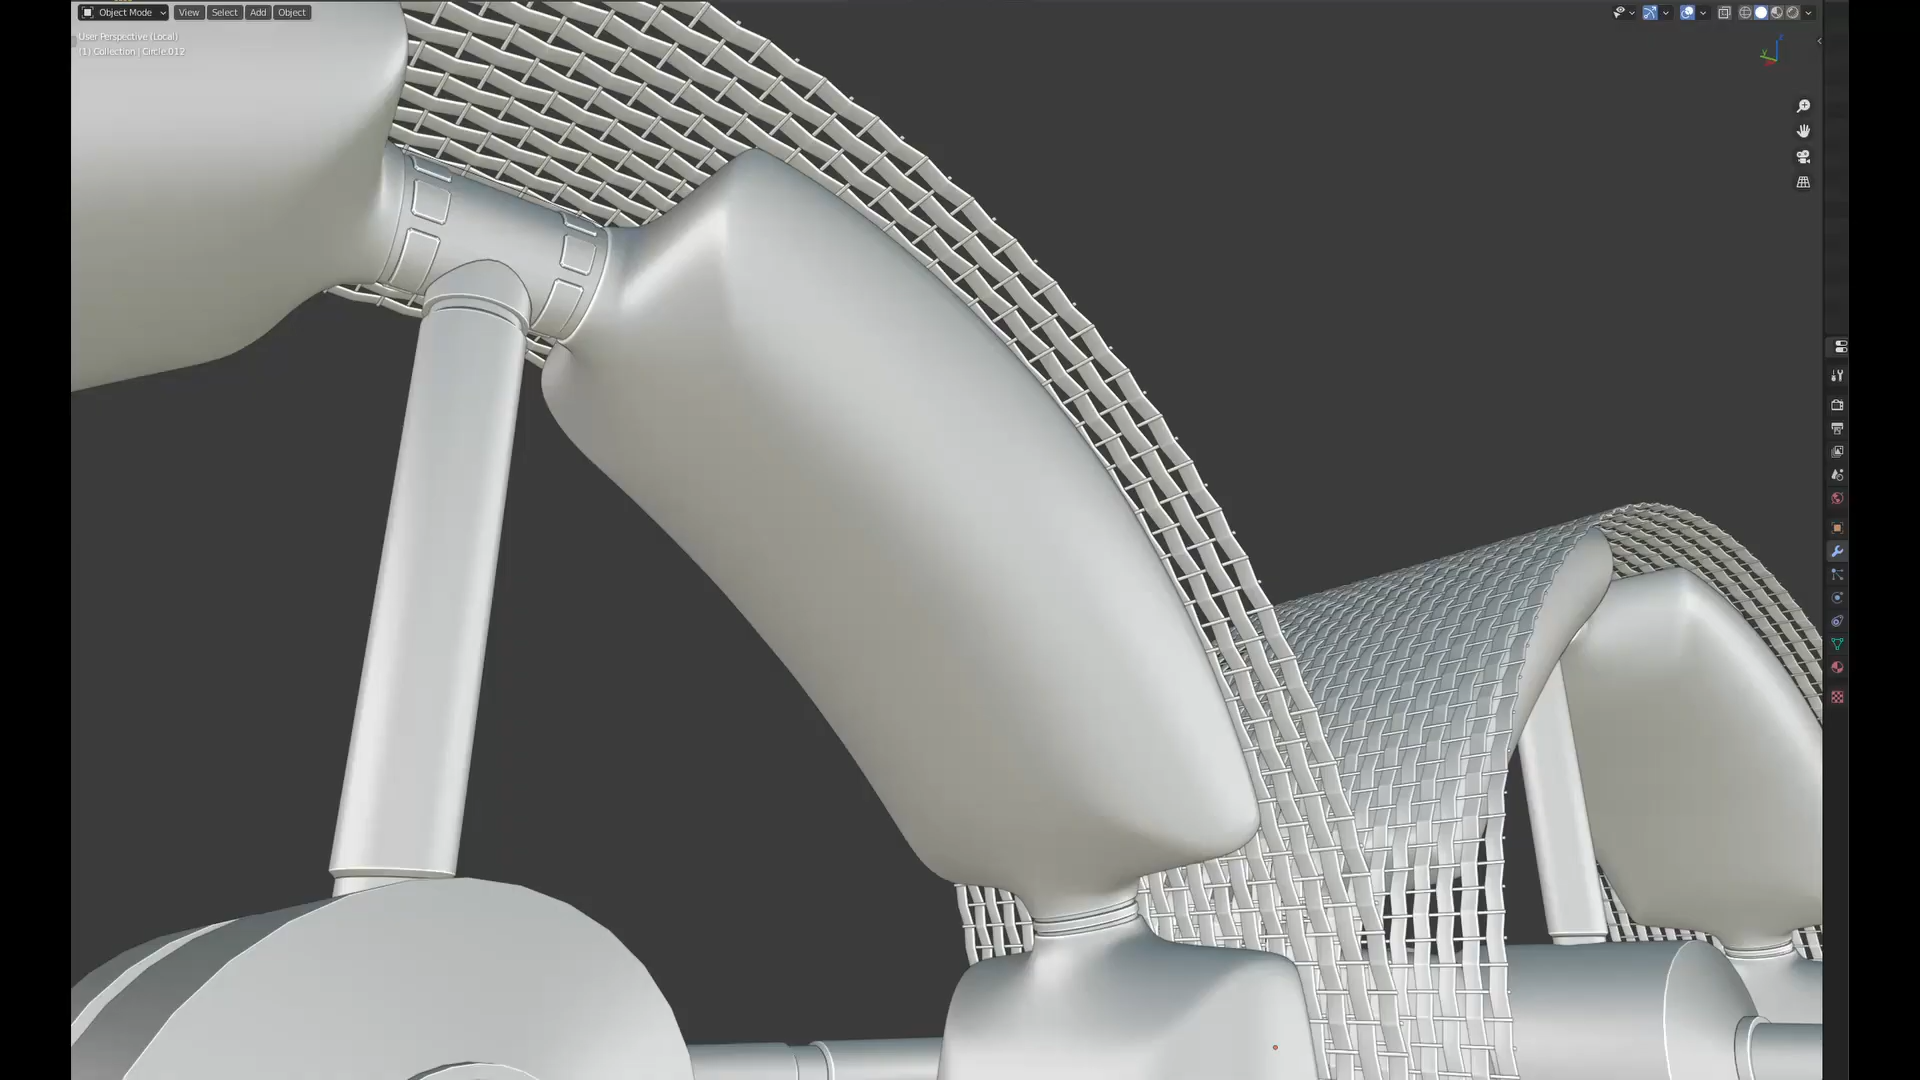 Object Mode View Select Add Object
User Perspective (Local)
(1) Collection | Circle.012
Z
Y